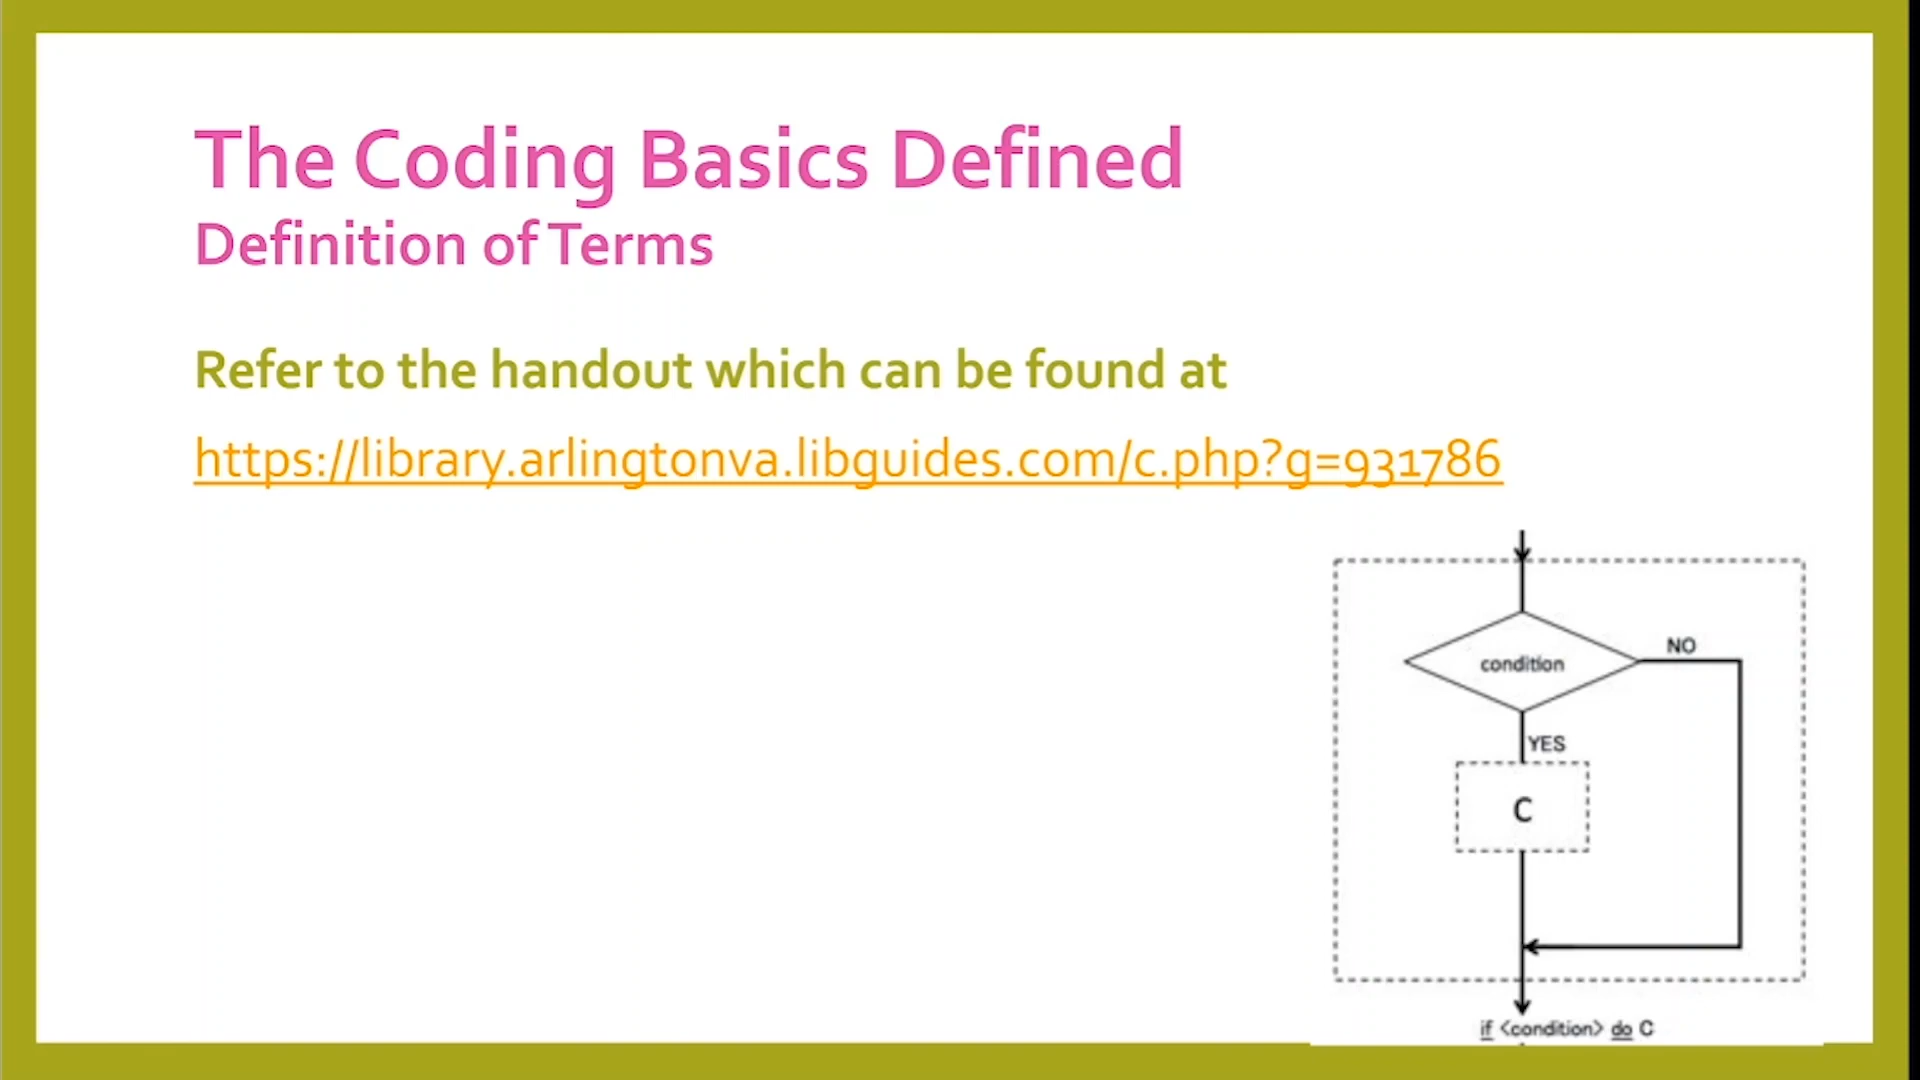 The Coding Basics Defined
Definition of Terms
Refer to the handout which can be found at
https://library.arlingtonva.libguides.com/c.php?g=931786
condition
NO
YES
C
if <condition> do C